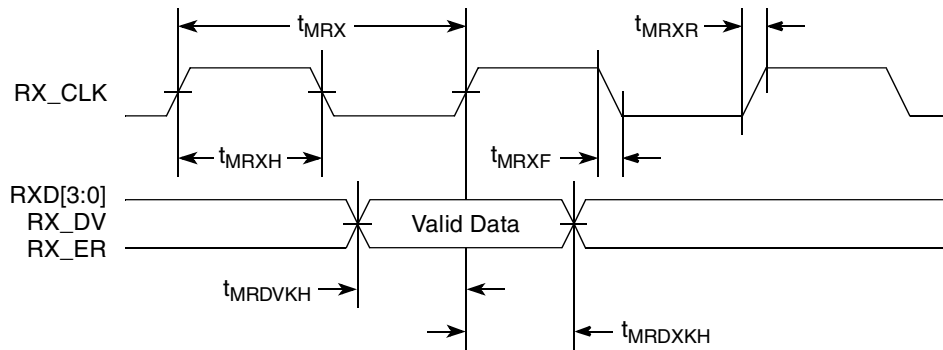 tMRX
tMRXR
RX_CLK
tMRXH
tMRXF
RXD[3:0]
RX_DV
Valid Data
RX_ER
tMRDVKH
tMRDXKH